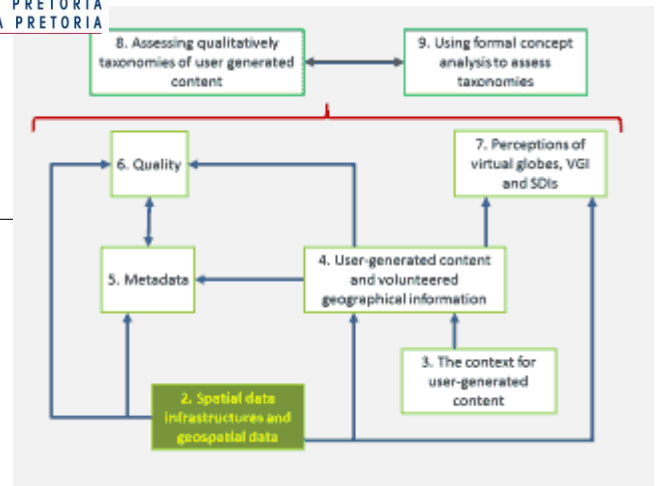 PRETORIA
A PRETORIA
8. Assessing qualitatively
taxonomies of user generated
content
9. Using formal concept
analysis to assess
taxonomies
6. Quality
7. Perceptions of
virtual globes, VGI
and SDIs
5. Metadata
4. User-generated content
and volunteered
geographical information
3. The context for
user-generated
content
2. Spatial data
infrastructures and
geospatial data